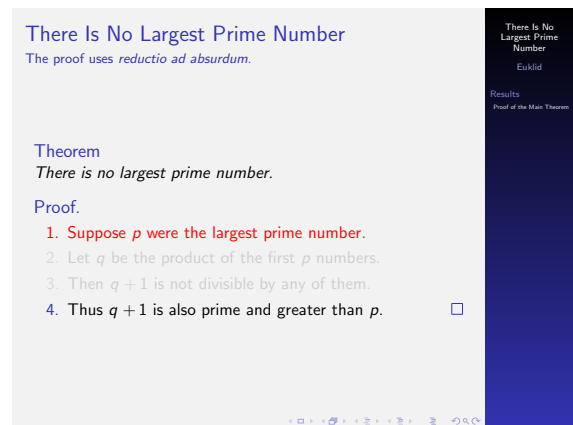 There Is No Largest Prime Number
The proof uses reductio ad absurdum.
Theorem
There is no largest prime number.
Proof.
1. Suppose p were the largest prime number.
2. Let q be the product of the first p numbers.
3. Then q + 1 is not divisible by any of them.
4. Thus q + 1 is also prime and greater than p.
There Is No
Largest Prime
Number
Euklid
Results
Proof of the Main Theorem